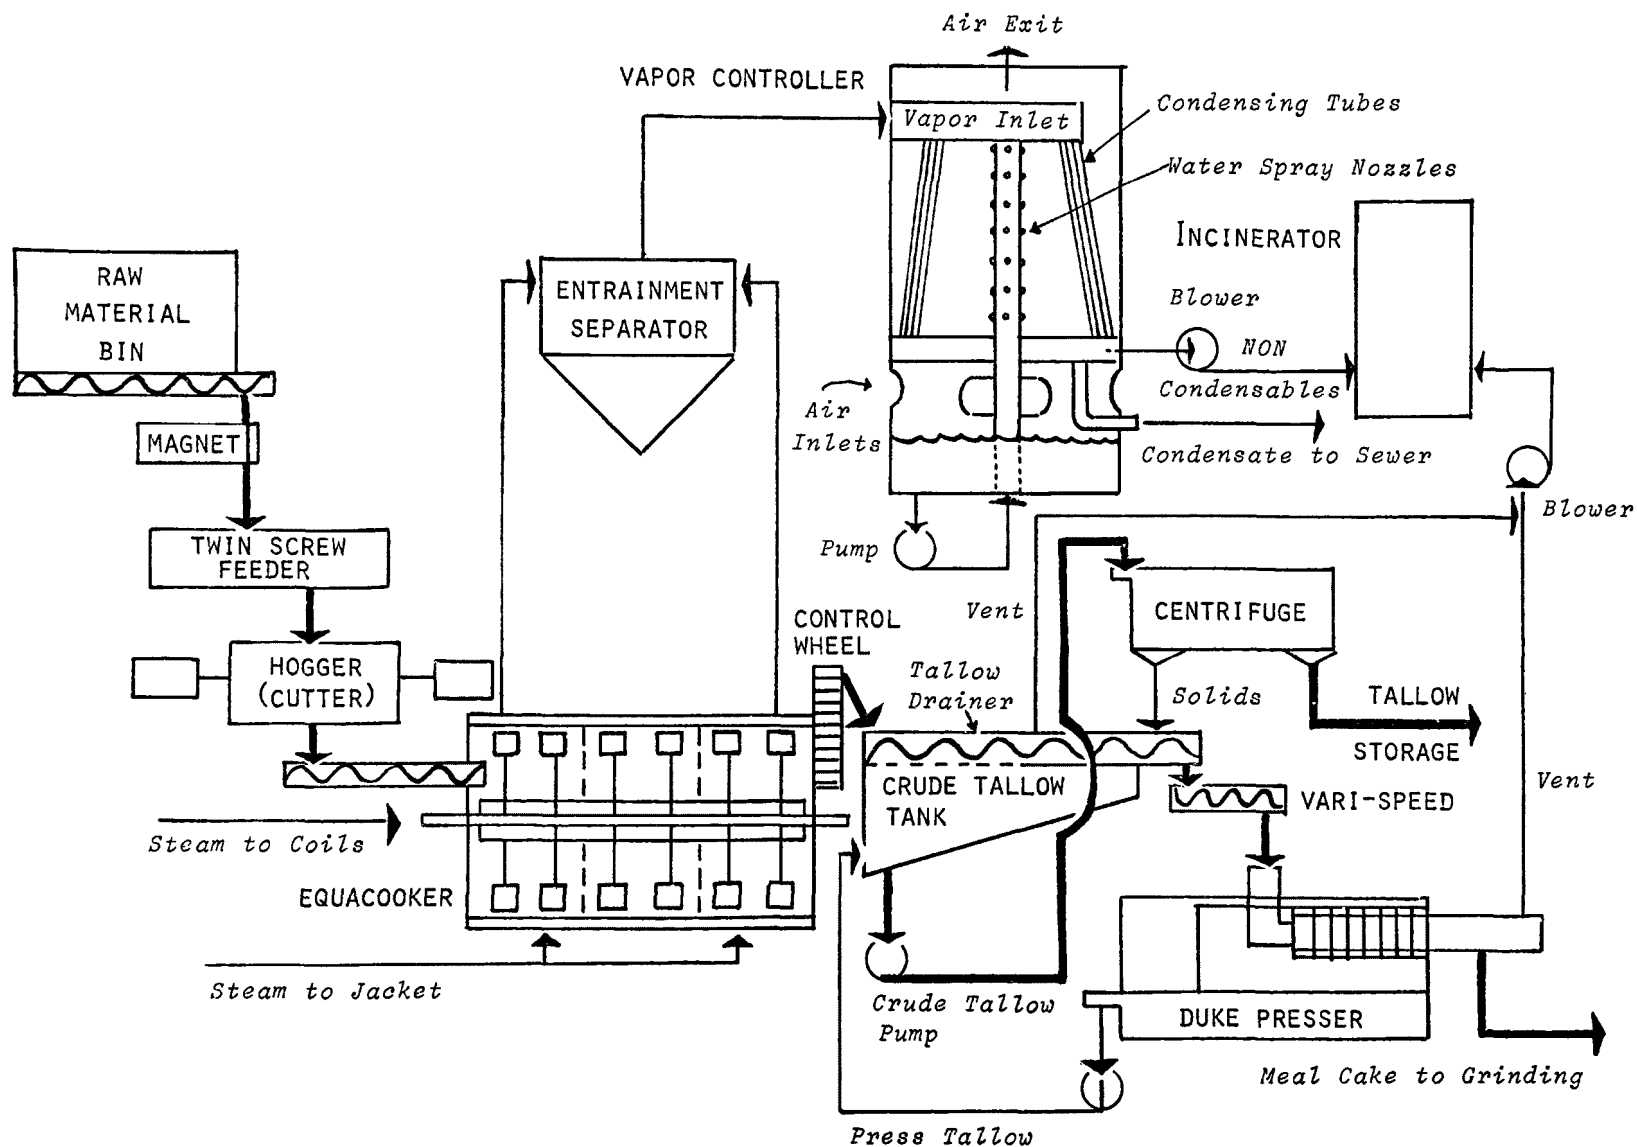 Air Exit
VAPOR CONTROLLER
Vapor Inlet
Condensing Tubes
Water Spray Nozzles
INCINERATOR
RAW
MATERIAL
BIN
ENTRAINMENT
SEPARATOR
Blower
NON
Condensables
Air
Inlets
MAGNET
Condensate to Sewer
Blower
TWIN SCREW
FEEDER
Pump
Vent
CENTRIFUGE
CONTROL
WHEEL
HOGGER
(CUTTER)
Tallow
Drainer
Solids
TALLOW
STORAGE
CRUDE TALLOW
TANK
Vent
VARI-SPEED
Steam to Coils
EQUACOOKER
Steam to Jacket
Crude Tallow
Pump
DUKE PRESSER
Meal Cake to Grinding
Press Tallow